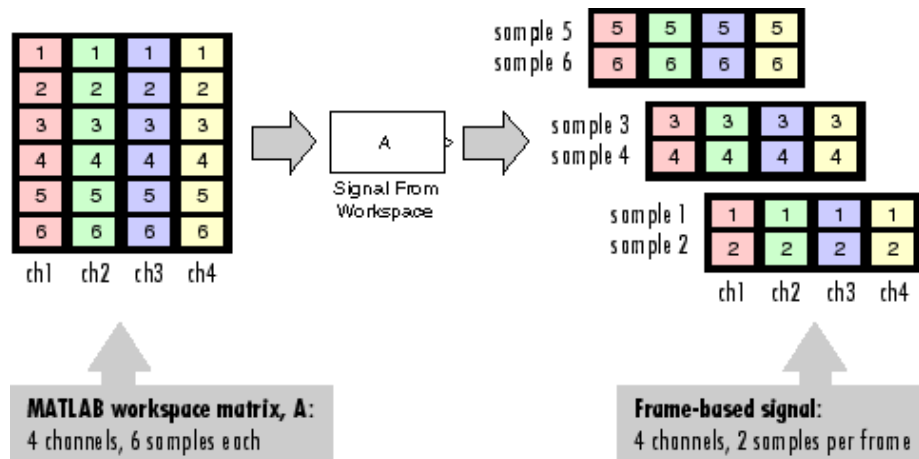 1 1 1 1
2 2 2 2
3 3 3 3
4 4 4 4
5 5 5 5
6 6 6 6
ch1 ch2 ch3 ch4
MATLAB workspace matrix, A:
4 channels, 6 samples each
A
Signal From
Workspace
sample 5 5 5 5 5
sample 6 6 6 6 6
sample 3 3 3 3 3
sample 4 4 4 4 4
sample 1 1 1 1 1
sample 2 2 2 2 2
ch1 ch2 ch3 ch4
Frame-based signal:
4 channels, 2 samples per frame